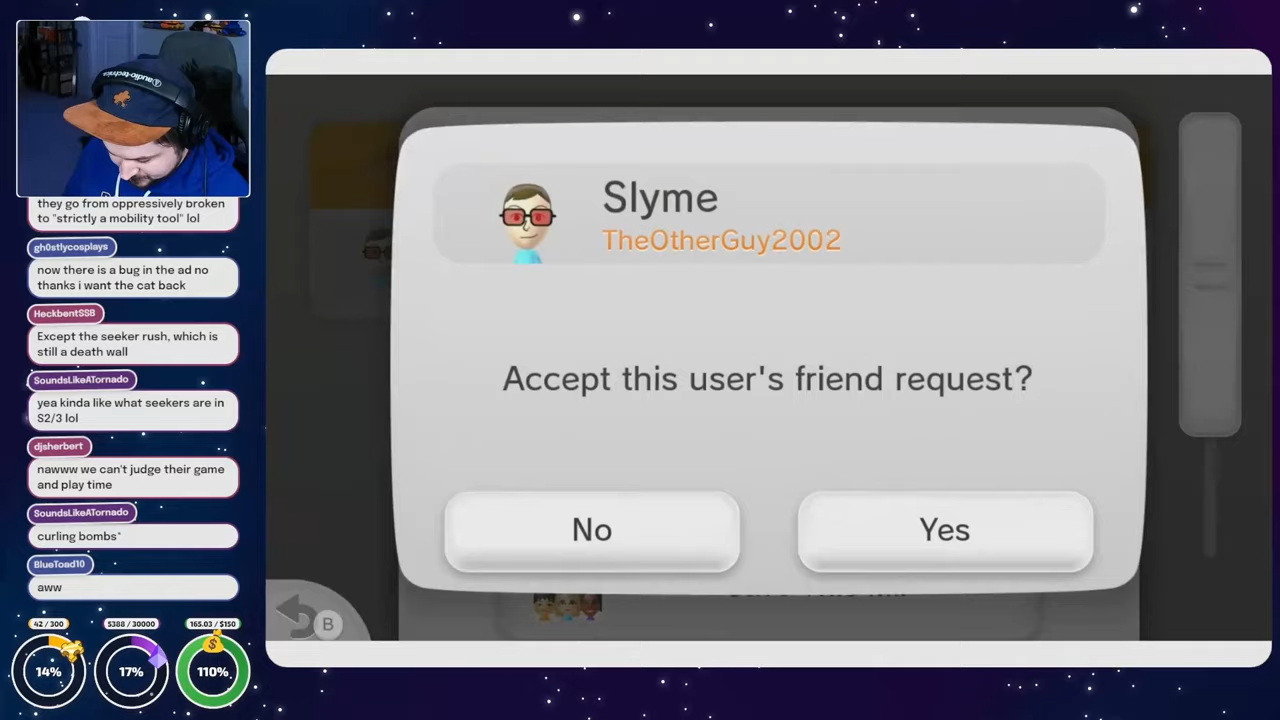 audio-technica
they go from oppressively broken
to "strictly a mobility tool" lol
gh0stlycosplays
now there is a bug in the ad no
thanks i want the cat back
HeckbentSSB
Except the seeker rush, which is
still a death wall
SoundsLikeATornado
yea kinda like what seekers are in
S2/3 lol
djsherbert
nawww we can't judge their game
and play time
SoundsLikeATornado
curling bombs*
BlueToad10
aww
42 / 300
5388 / 30000
165.03 / $150
14%
17%
110%
Slyme
TheOtherGuy2002
Accept this user's friend request?
No
Yes
B